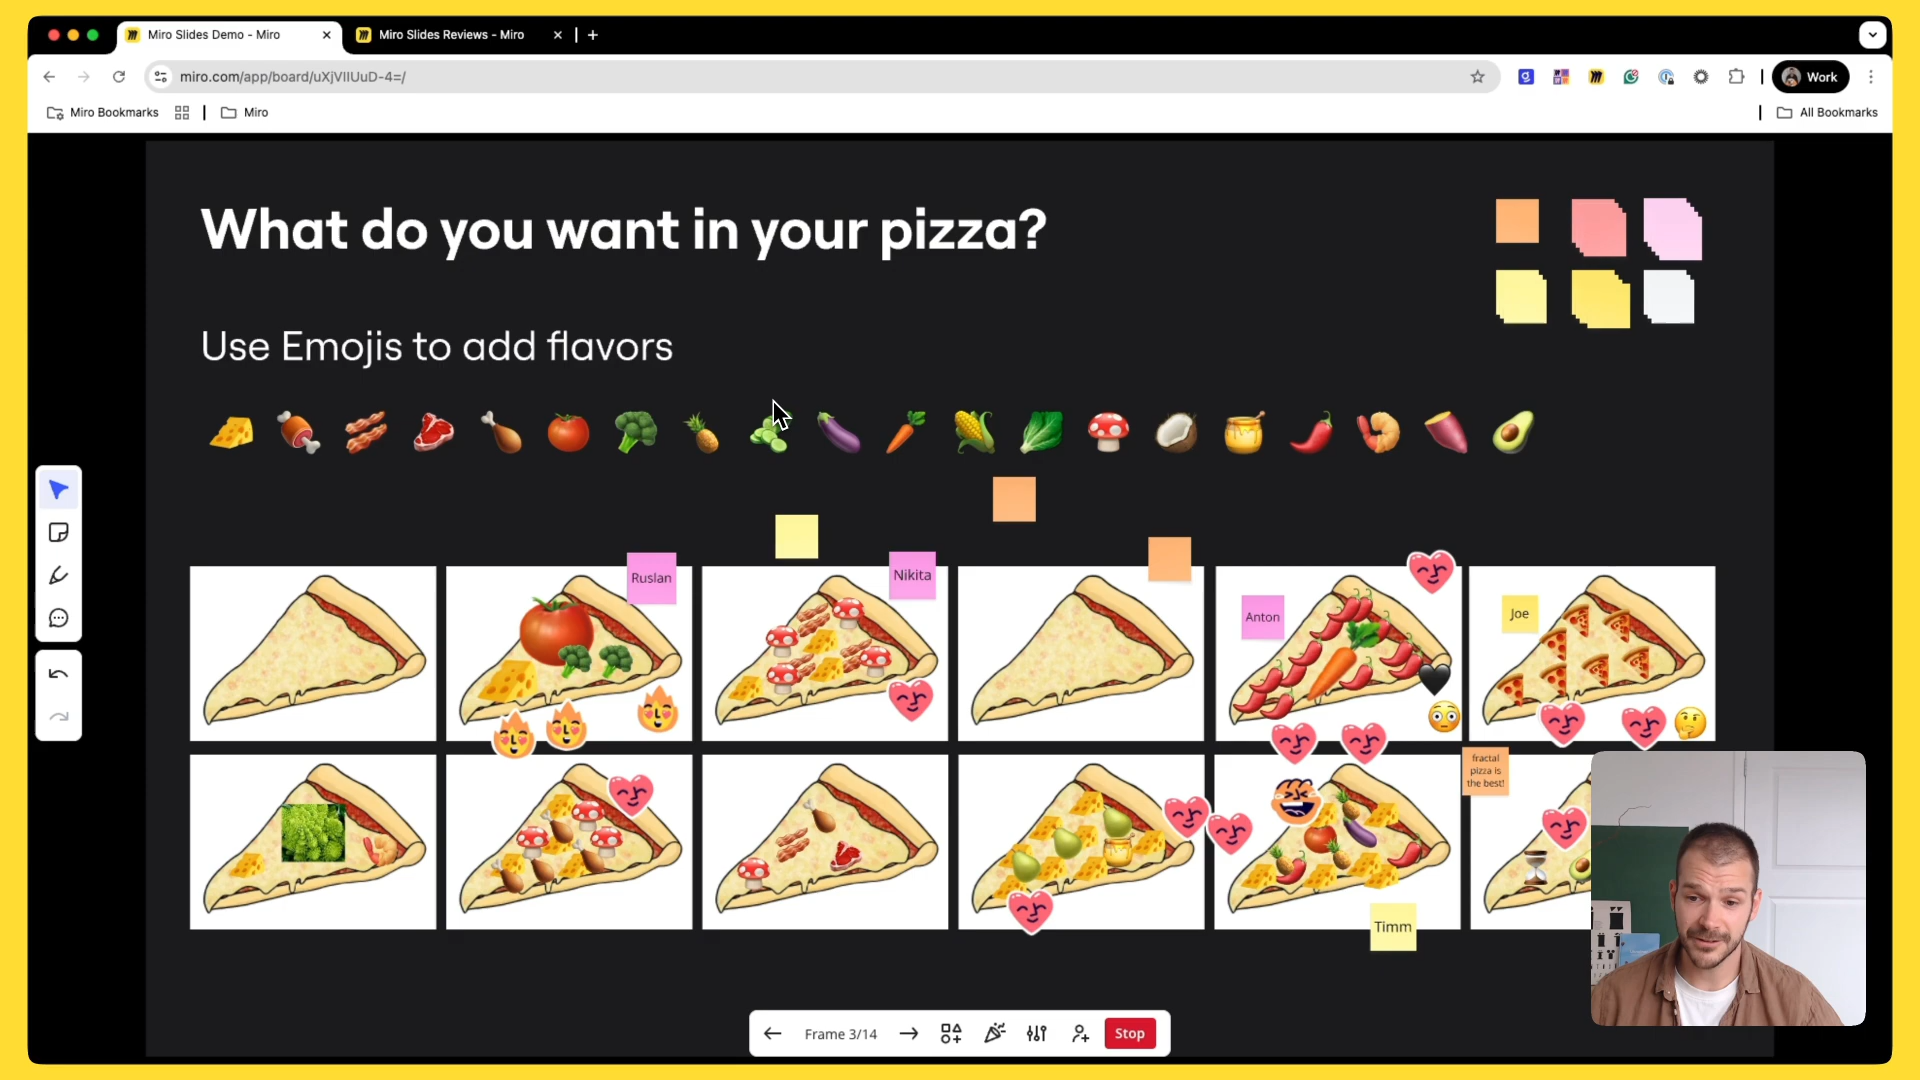 Miro Slides Demo - Miro
Miro Slides Reviews - Miro
miro.com/app/board/uXjVIIUuD-4=/
Work
Miro Bookmarks
Miro
All Bookmarks
What do you want in your pizza?
Use Emojis to add flavors
Ruslan
Nikita
Anton
Joe
fractal
pizza is
the best!
Timm
Frame 3/14
Stop